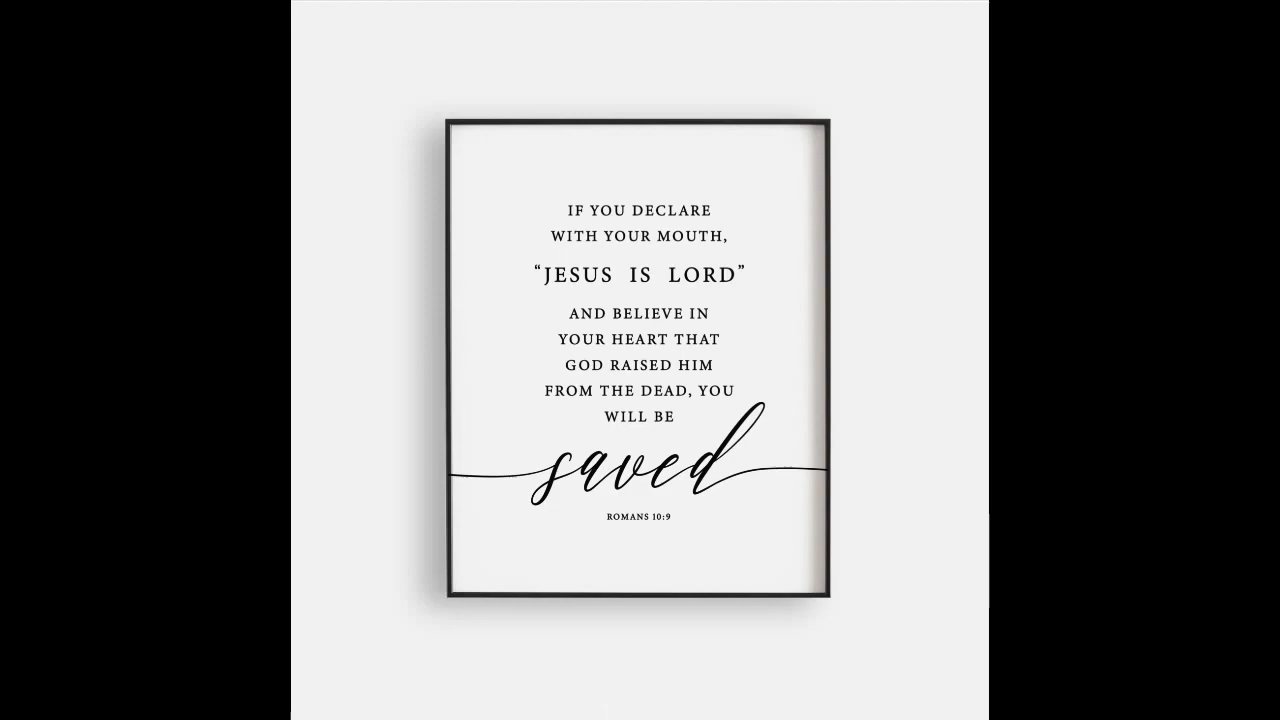 IF YOU DECLARE
WITH YOUR MOUTH,
“JESUS IS LORD”
AND BELIEVE IN
YOUR HEART THAT
GOD RAISED HIM
FROM THE DEAD, YOU
WILL BE
saved
ROMANS 10:9